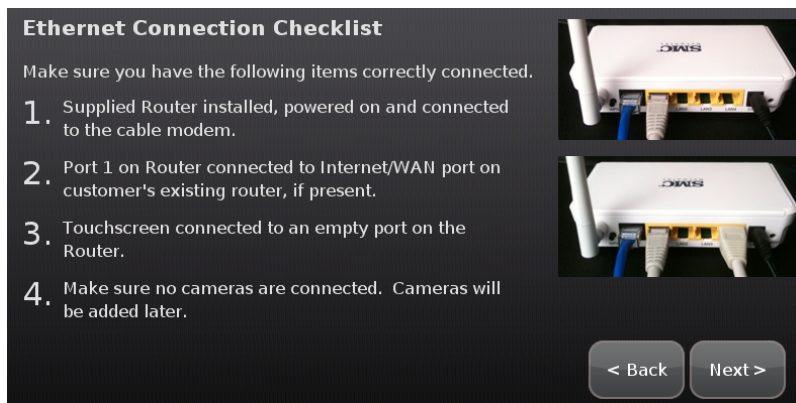 Ethernet Connection Checklist
Make sure you have the following items correctly connected.
1. Supplied Router installed, powered on and connected
to the cable modem.
2. Port 1 on Router connected to Internet/WAN port on
customer's existing router, if present.
3. Touchscreen connected to an empty port on the
Router.
4. Make sure no cameras are connected.  Cameras will
be added later.
SMC
SMC
< Back
Next >